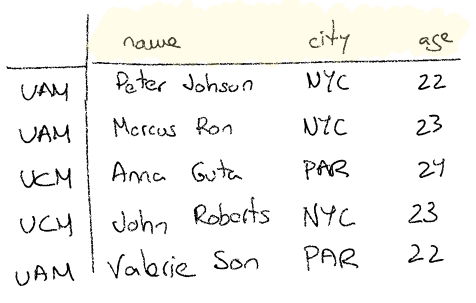 name city age
UAM Peter Johson NYC 22
UAM Marcus Ron NYC 23
UCM Anna Guta PAR 24
UCM John Roberts NYC 23
UAM Valerie Son PAR 22